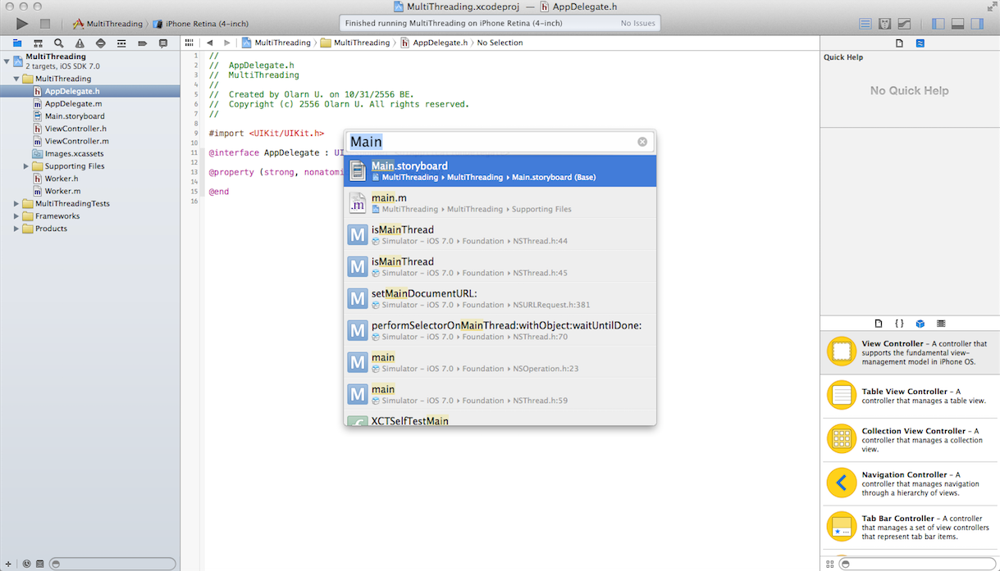 MultiThreading.xcodeproj — AppDelegate.h
MultiThreading iPhone Retina (4-inch)
Finished running MultiThreading on iPhone Retina (4-inch) No Issues
MultiThreading MultiThreading AppDelegate.h No Selection
MultiThreading
2 targets, iOS SDK 7.0
MultiThreading
AppDelegate.h
AppDelegate.m
Main.storyboard
ViewController.h
ViewController.m
Images.xcassets
Supporting Files
Worker.h
Worker.m
MultiThreadingTests
Frameworks
Products
1 //
2 // AppDelegate.h
3 // MultiThreading
4 //
5 // Created by Olarn U. on 10/31/2556 BE.
6 // Copyright (c) 2556 Olarn U. All rights reserved.
7 //
8
9 #import <UIKit/UIKit.h>
10
11 @interface AppDelegate : UI
12
13 @property (strong, nonatomi
14
15 @end
16
Main
Main.storyboard
MultiThreading MultiThreading Main.storyboard (Base)
main.m
MultiThreading MultiThreading Supporting Files
isMainThread
Simulator – iOS 7.0 Foundation NSThread.h:44
isMainThread
Simulator – iOS 7.0 Foundation NSThread.h:45
setMainDocumentURL:
Simulator – iOS 7.0 Foundation NSURLRequest.h:381
performSelectorOnMainThread:withObject:waitUntilDone:
Simulator – iOS 7.0 Foundation NSThread.h:70
main
Simulator – iOS 7.0 Foundation NSOperation.h:23
main
Simulator – iOS 7.0 Foundation NSThread.h:59
XCTSelfTestMain
Quick Help
No Quick Help
View Controller – A controller that
supports the fundamental view-
management model in iPhone OS.
Table View Controller – A
controller that manages a table view.
Collection View Controller – A
controller that manages a collection
view.
Navigation Controller – A
controller that manages navigation
through a hierarchy of views.
Tab Bar Controller – A controller
that manages a set of view controllers
that represent tab bar items.